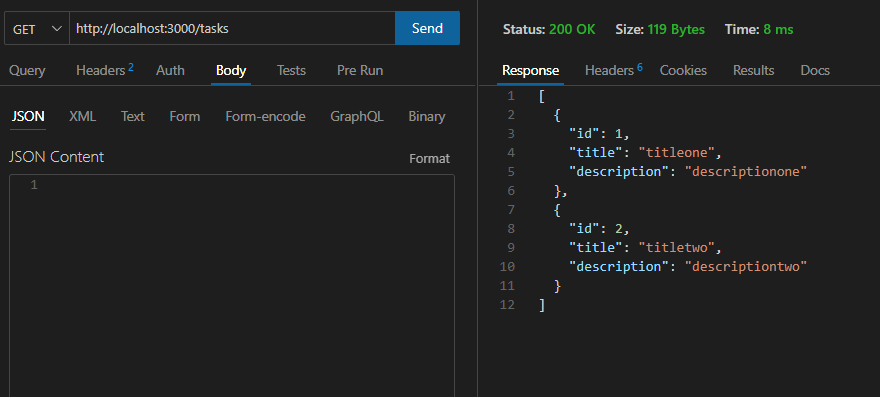 GET http://localhost:3000/tasks Send
Query Headers 2 Auth Body Tests Pre Run
JSON XML Text Form Form-encode GraphQL Binary
JSON Content Format
1
Status: 200 OK Size: 119 Bytes Time: 8 ms
Response Headers 6 Cookies Results Docs
1 [
2 {
3 "id": 1,
4 "title": "titleone",
5 "description": "descriptionone"
6 },
7 {
8 "id": 2,
9 "title": "titletwo",
10 "description": "descriptiontwo"
11 }
12 ]